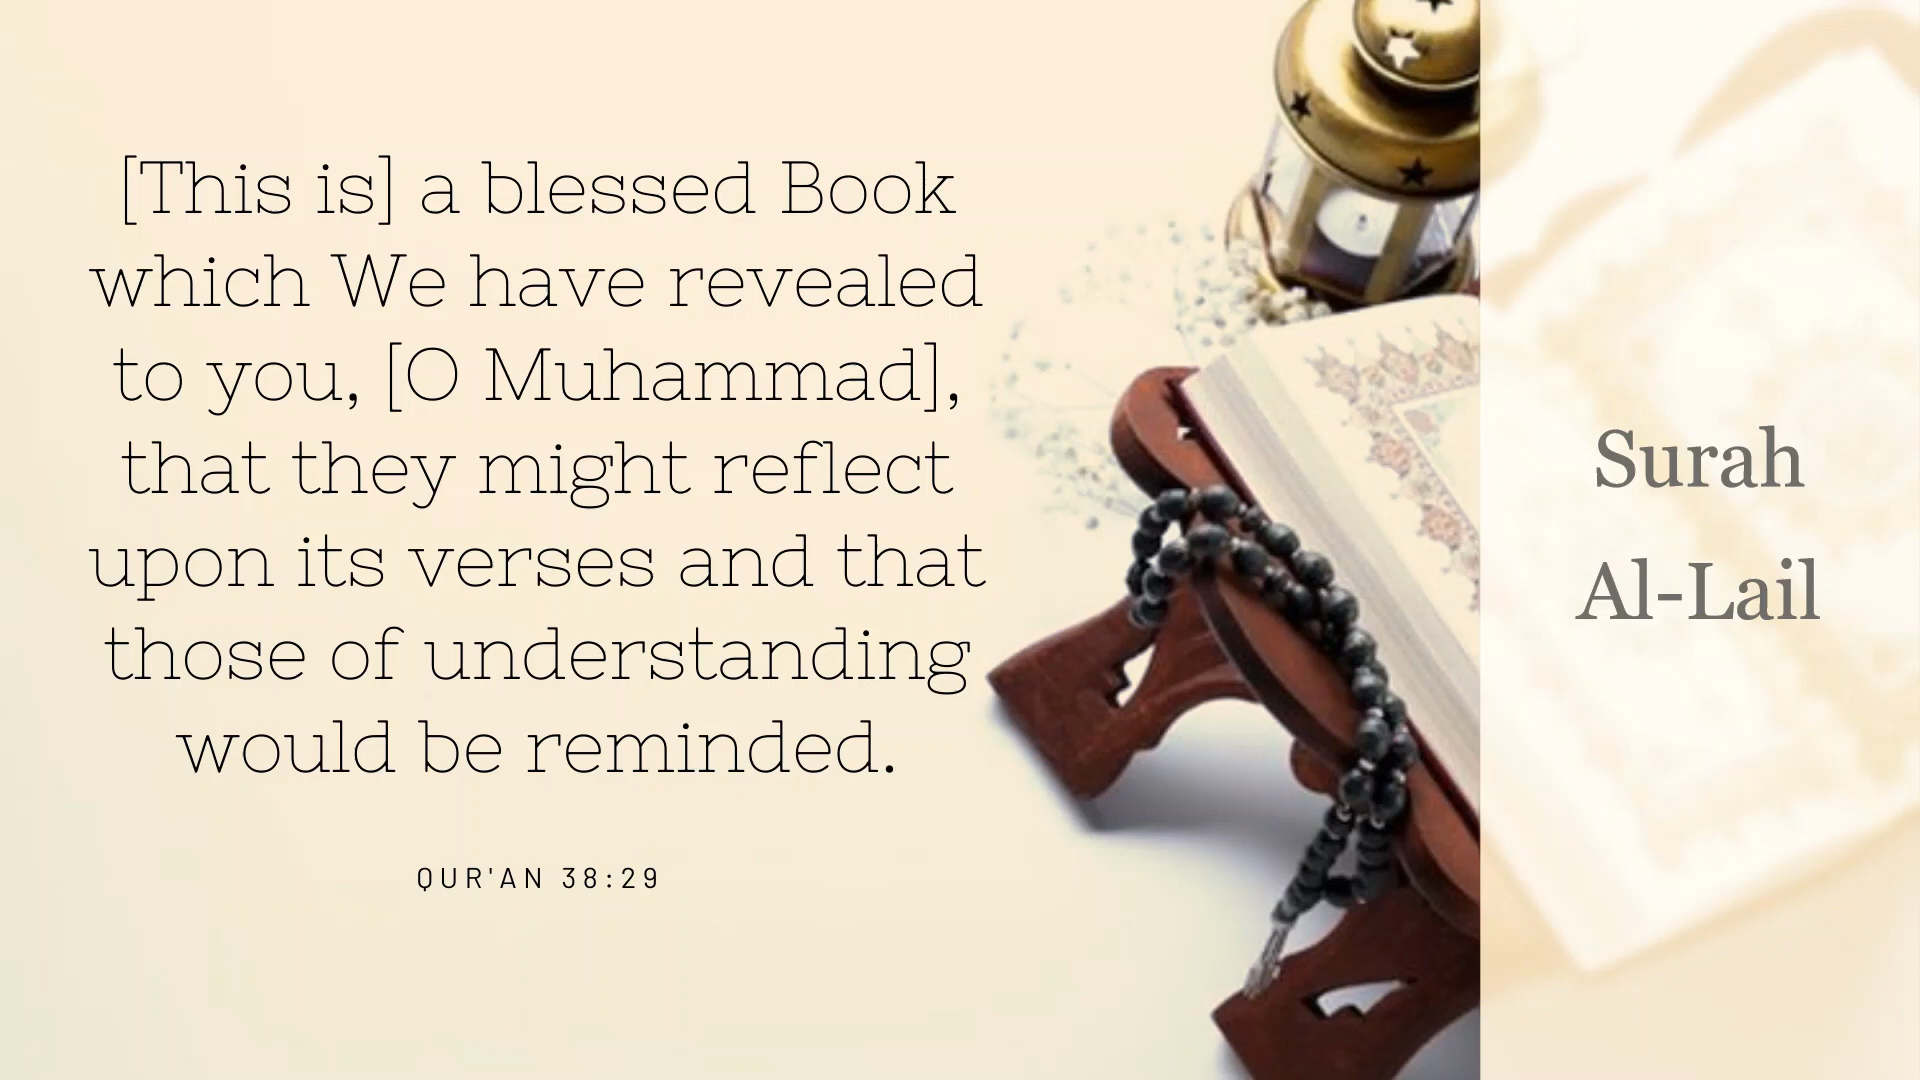 [This is] a blessed Book
which We have revealed
to you, [O Muhammad],
that they might reflect
upon its verses and that
those of understanding
would be reminded.
QUR'AN 38:29
Surah
Al-Lail